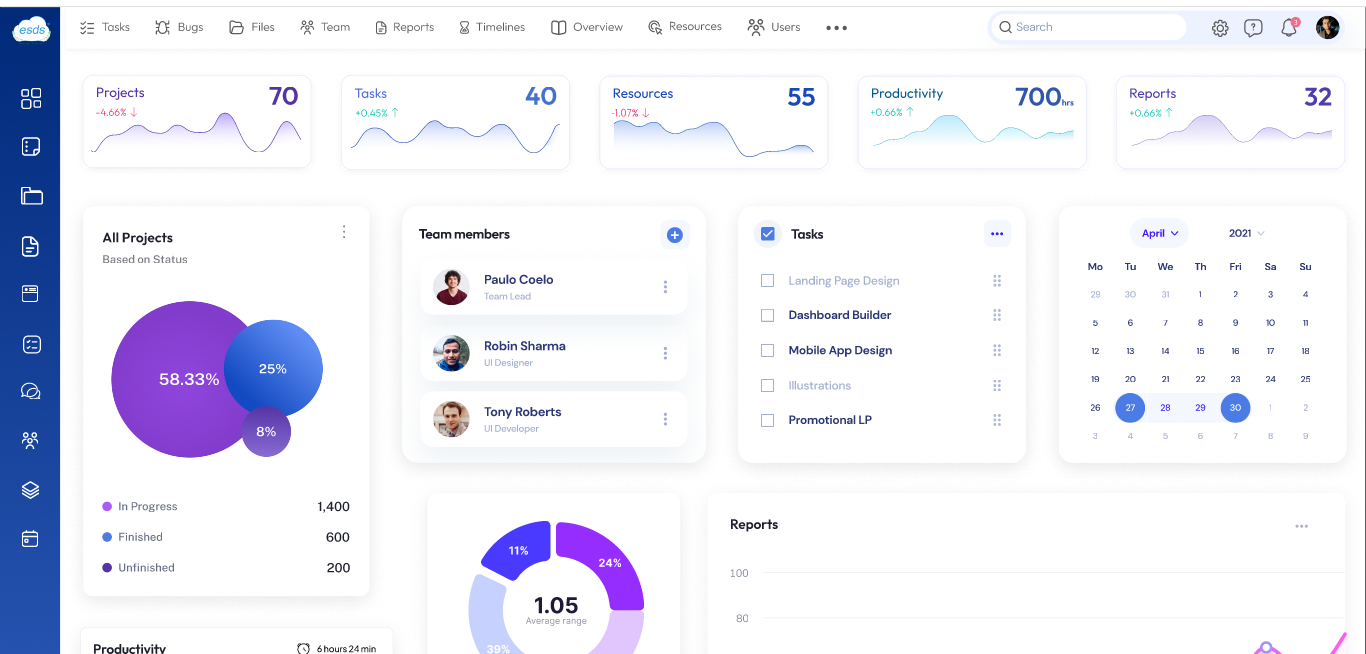 esds
Tasks
Bugs
Files
Team
Reports
Timelines
Overview
Resources
Users
Search
3
Projects 70
-4.66% ↓
Tasks 40
+0.45% ↑
Resources 55
-1.07% ↓
Productivity 700hrs
+0.66% ↑
Reports 32
+0.66% ↑
All Projects
Based on Status
58.33%
25%
8%
In Progress 1,400
Finished 600
Unfinished 200
Team members
Paulo Coelo
Team Lead
Robin Sharma
UI Designer
Tony Roberts
UI Developer
Tasks
Landing Page Design
Dashboard Builder
Mobile App Design
Illustrations
Promotional LP
April 2021
Mo Tu We Th Fri Sa Su
29 30 31 1 2 3 4
5 6 7 8 9 10 11
12 13 14 15 16 17 18
19 20 21 22 23 24 25
26 27 28 29 30 1 2
3 4 5 6 7 8 9
11%
24%
1.05
Average range
39%
Reports
100
80
Productivity 6 hours 24 min